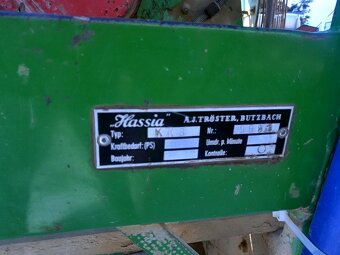 „Hassia" A.J. TRÖSTER, BUTZBACH
Typ: Nr.:
Kraftbedarf: (PS) Umdr. p. Minute
Baujahr: Kontrolle: